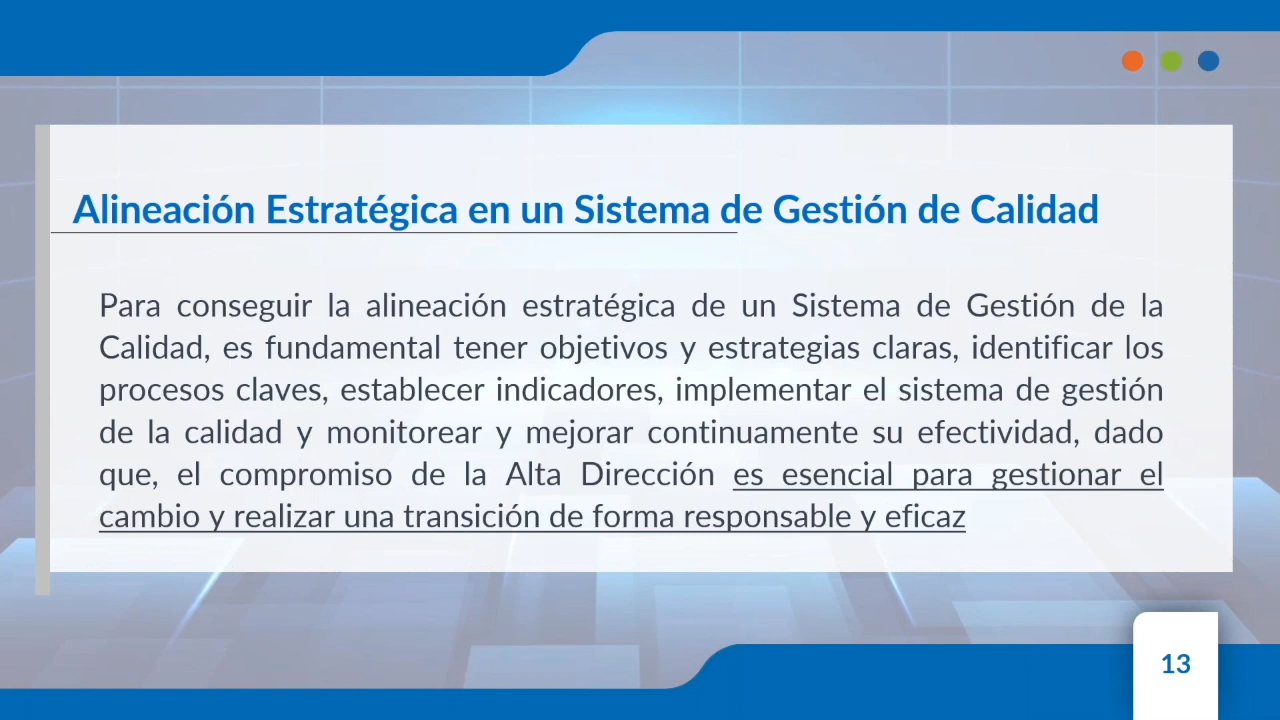 Alineación Estratégica en un Sistema de Gestión de Calidad
Para conseguir la alineación estratégica de un Sistema de Gestión de la
Calidad, es fundamental tener objetivos y estrategias claras, identificar los
procesos claves, establecer indicadores, implementar el sistema de gestión
de la calidad y monitorear y mejorar continuamente su efectividad, dado
que, el compromiso de la Alta Dirección es esencial para gestionar el
cambio y realizar una transición de forma responsable y eficaz
13